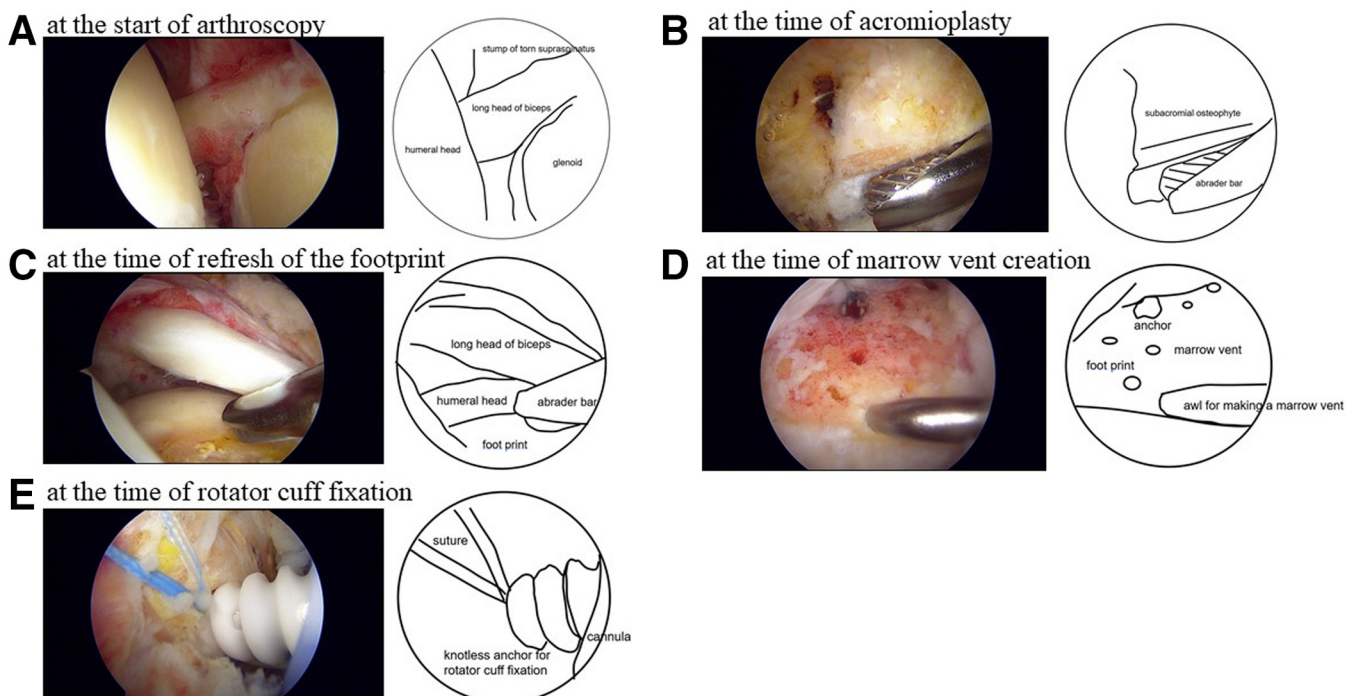 A at the start of arthroscopy
stump of torn supraspinatus
long head of biceps
humeral head
glenoid
B at the time of acromioplasty
subacromial osteophyte
abrader bar
C at the time of refresh of the footprint
long head of biceps
humeral head
abrader bar
foot print
D at the time of marrow vent creation
anchor
marrow vent
foot print
awl for making a marrow vent
E at the time of rotator cuff fixation
suture
cannula
knotless anchor for
rotator cuff fixation